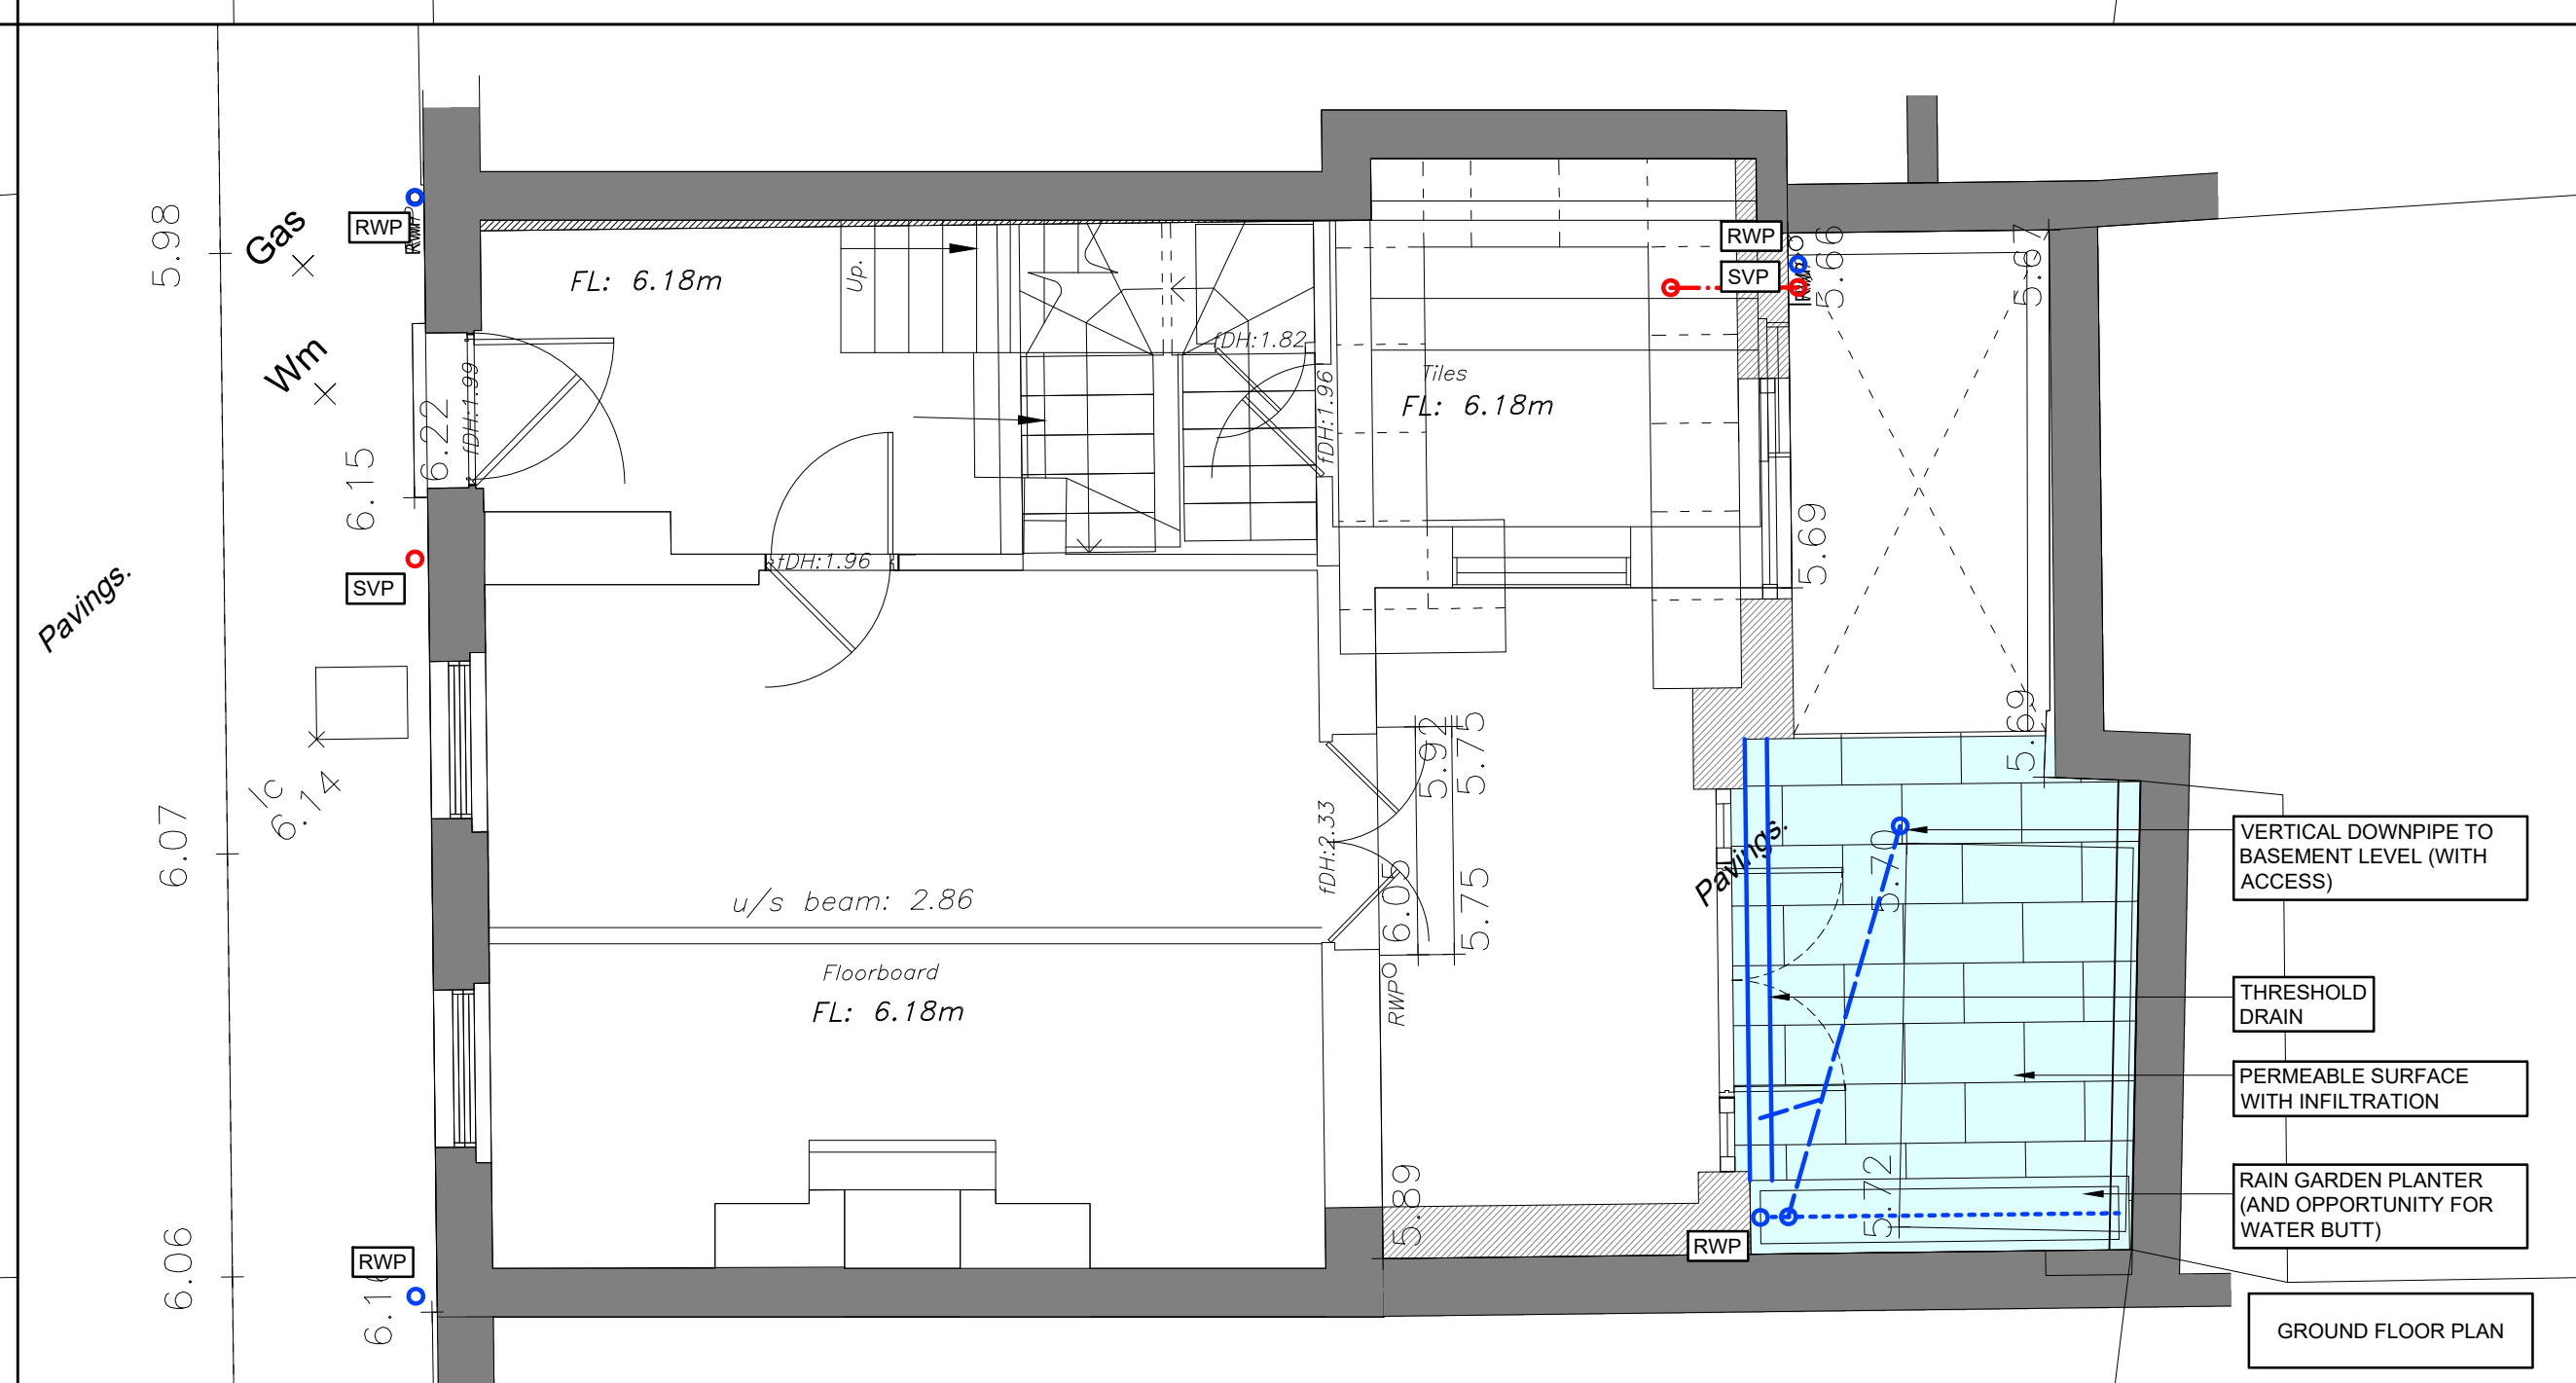 5.98
Gas
Wm
RWP
6.22
6.15
fDH:1.99
SVP
Pavings.
Ic
6.14
6.07
6.06
RWP
FL: 6.18m
Up.
fDH:1.82
fDH:1.96
fDH:1.96
Tiles
FL: 6.18m
RWP
SVP
5.66
5.67
5.69
5.69
5.92
5.75
fDH:2.33
6.05
5.75
RWP
u/s beam: 2.86
Floorboard
FL: 6.18m
5.89
RWP
Pavings.
5.70
5.72
VERTICAL DOWNPIPE TO
BASEMENT LEVEL (WITH
ACCESS)
THRESHOLD
DRAIN
PERMEABLE SURFACE
WITH INFILTRATION
RAIN GARDEN PLANTER
(AND OPPORTUNITY FOR
WATER BUTT)
GROUND FLOOR PLAN